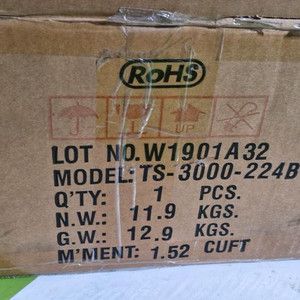 RoHS
UP
LOT NO.W1901A32
MODEL:TS-3000-224B
Q'TY: 1 PCS.
N.W.: 11.9 KGS.
G.W.: 12.9 KGS.
M'MENT: 1.52 CUFT